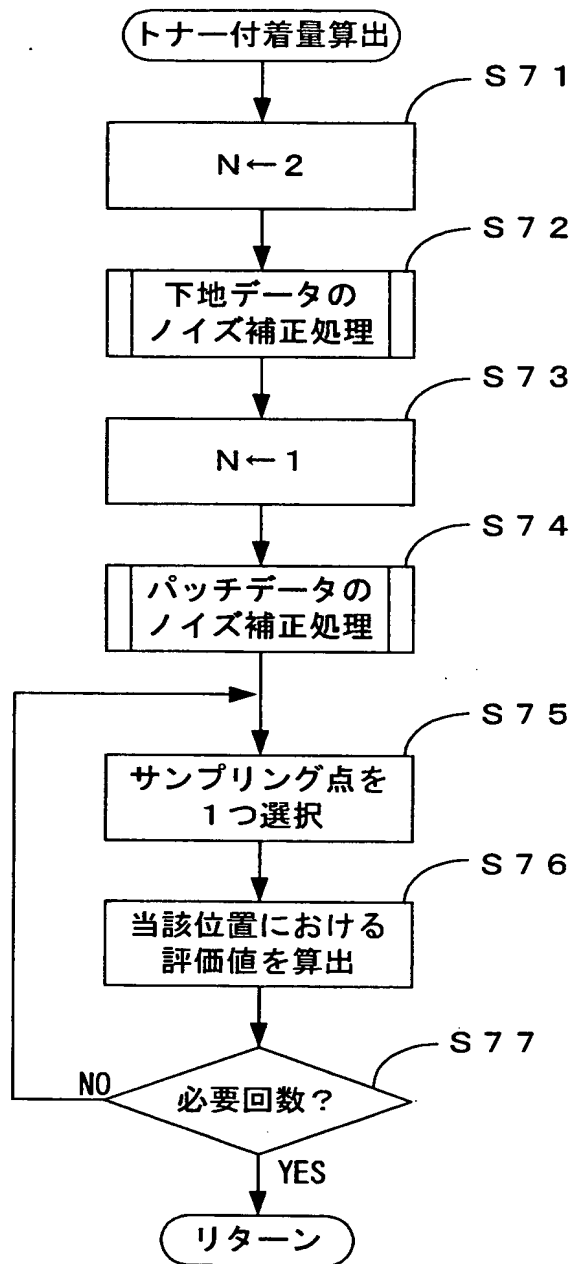 トナー付着量算出
S71
N←2
S72
下地データの
ノイズ補正処理
S73
N←1
S74
パッチデータの
ノイズ補正処理
S75
サンプリング点を
1つ選択
S76
当該位置における
評価値を算出
S77
必要回数?
NO
YES
リターン